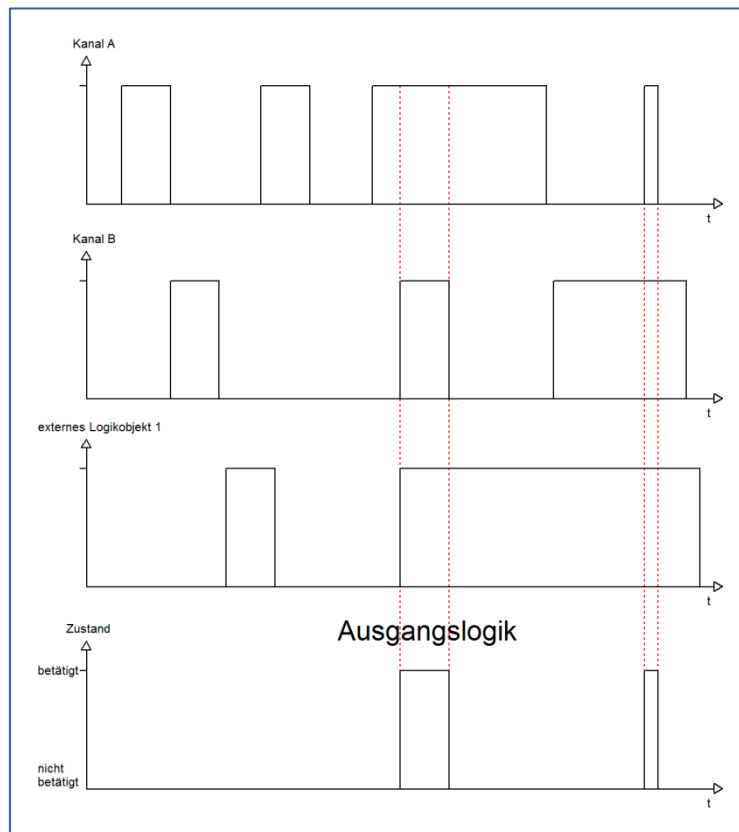 Kanal A
t
Kanal B
t
externes Logikobjekt 1
t
Zustand
Ausgangslogik
betätigt
nicht
betätigt
t